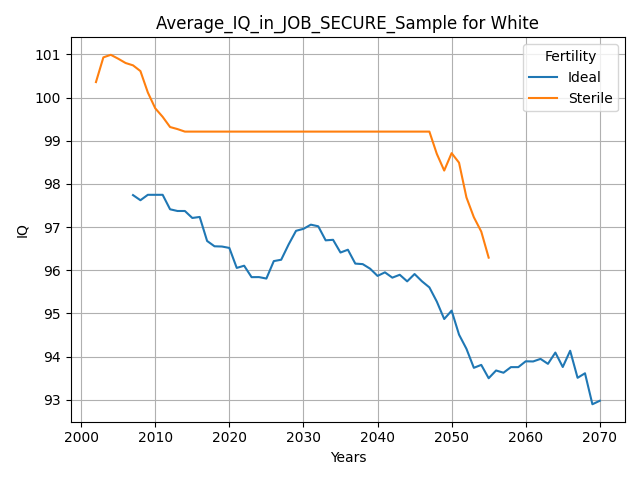 Average_IQ_in_JOB_SECURE_Sample for White
IQ
101
100
99
98
97
96
95
94
93
Fertility
Ideal
Sterile
2000 2010 2020 2030 2040 2050 2060 2070
Years